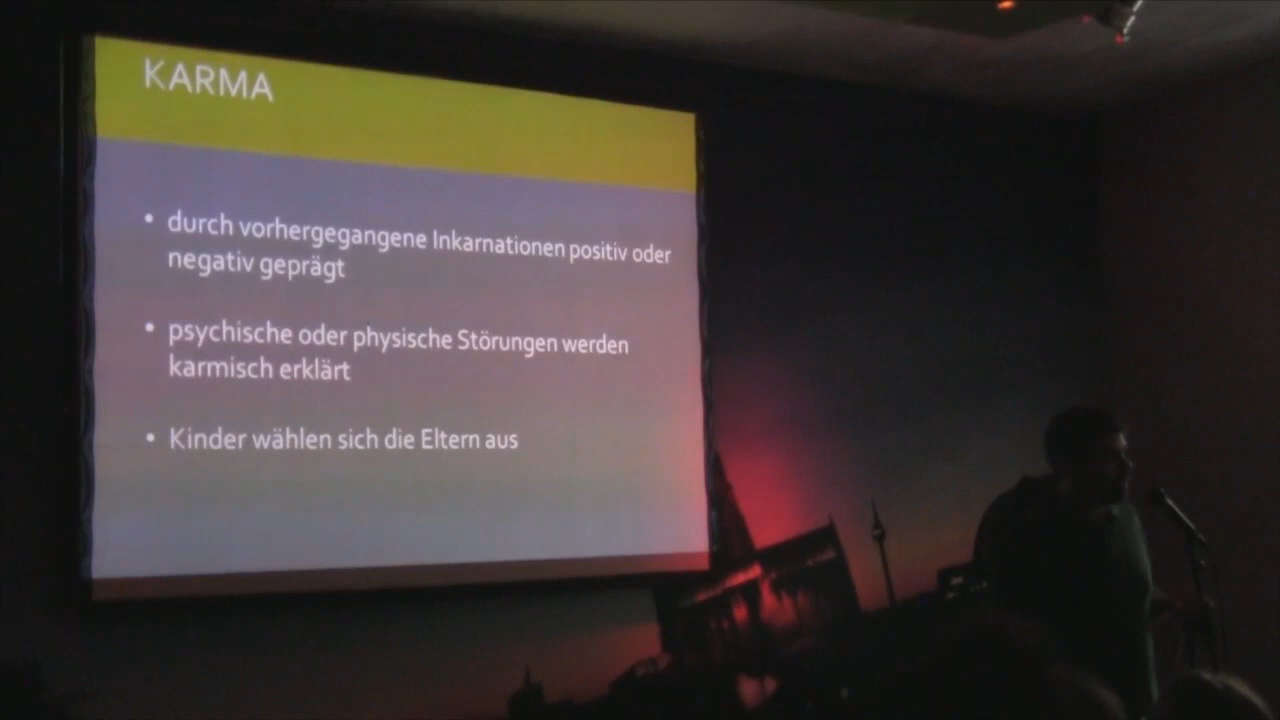 KARMA
• durch vorhergegangene Inkarnationen positiv oder
negativ geprägt
• psychische oder physische Störungen werden
karmisch erklärt
• Kinder wählen sich die Eltern aus